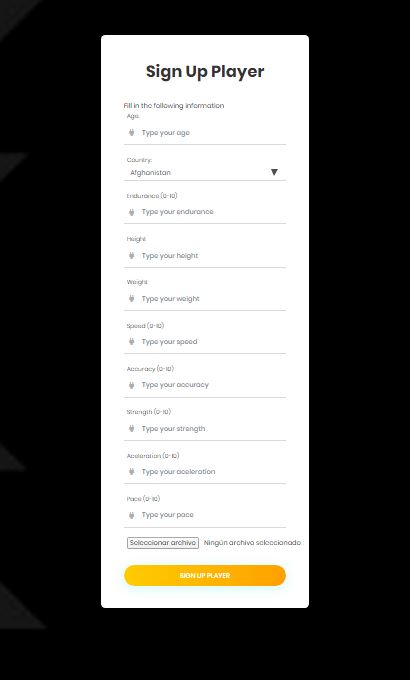 Sign Up Player
Fill in the following information
Age:
Type your age
Country:
Afghanistan
Endurance (0-10)
Type your endurance
Height
Type your height
Weight
Type your weight
Speed (0-10)
Type your speed
Accuracy (0-10)
Type your accuracy
Strength (0-10)
Type your strength
Aceleration (0-10)
Type your aceleration
Pace (0-10)
Type your pace
Seleccionar archivo Ningún archivo seleccionado
SIGN UP PLAYER